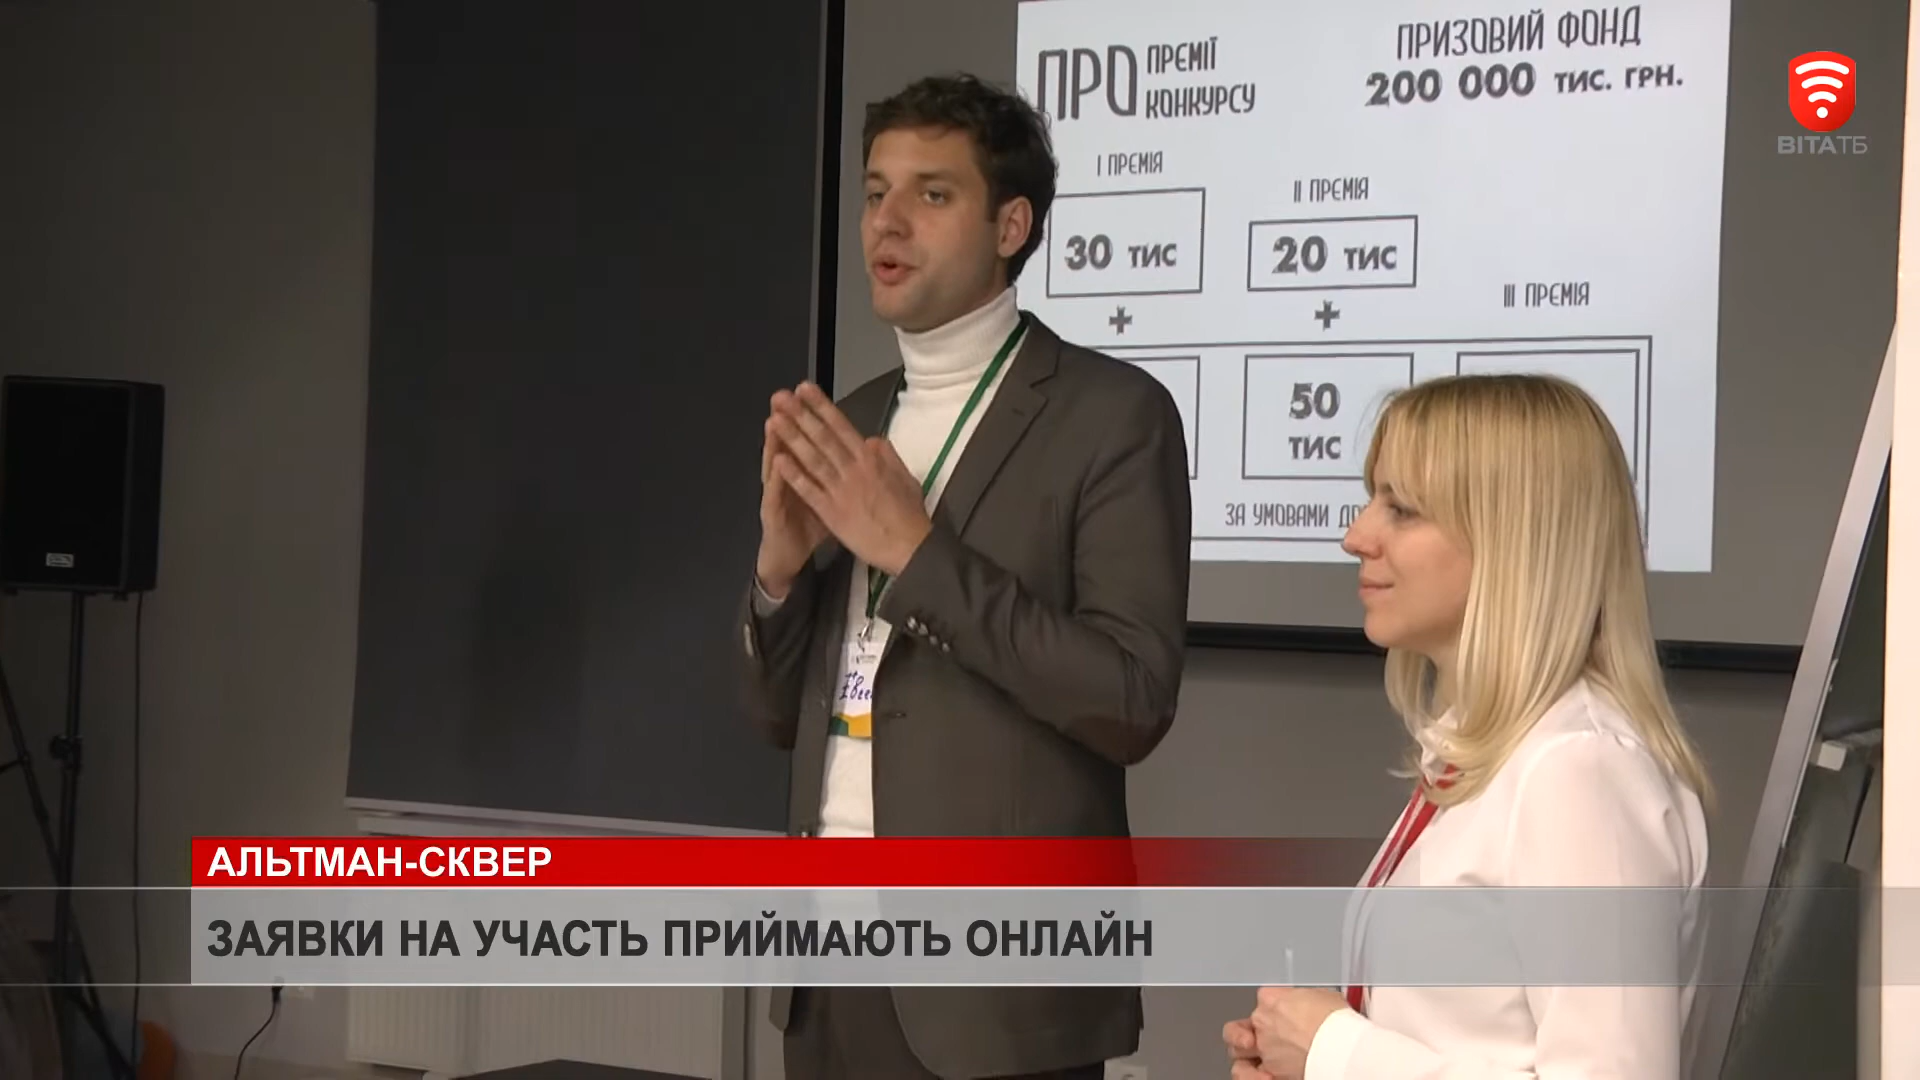 ПРО ПРЕМІЇ
КОНКУРСУ
ПРИЗОВИЙ ФОНД
200 000 ТИС. ГРН.
ВІТАТБ
І ПРЕМІЯ
ІІ ПРЕМІЯ
ІІІ ПРЕМІЯ
30 ТИС
20 ТИС
+
+
50
ТИС
ЗА УМОВАМИ
АЛЬТМАН-СКВЕР
ЗАЯВКИ НА УЧАСТЬ ПРИЙМАЮТЬ ОНЛАЙН